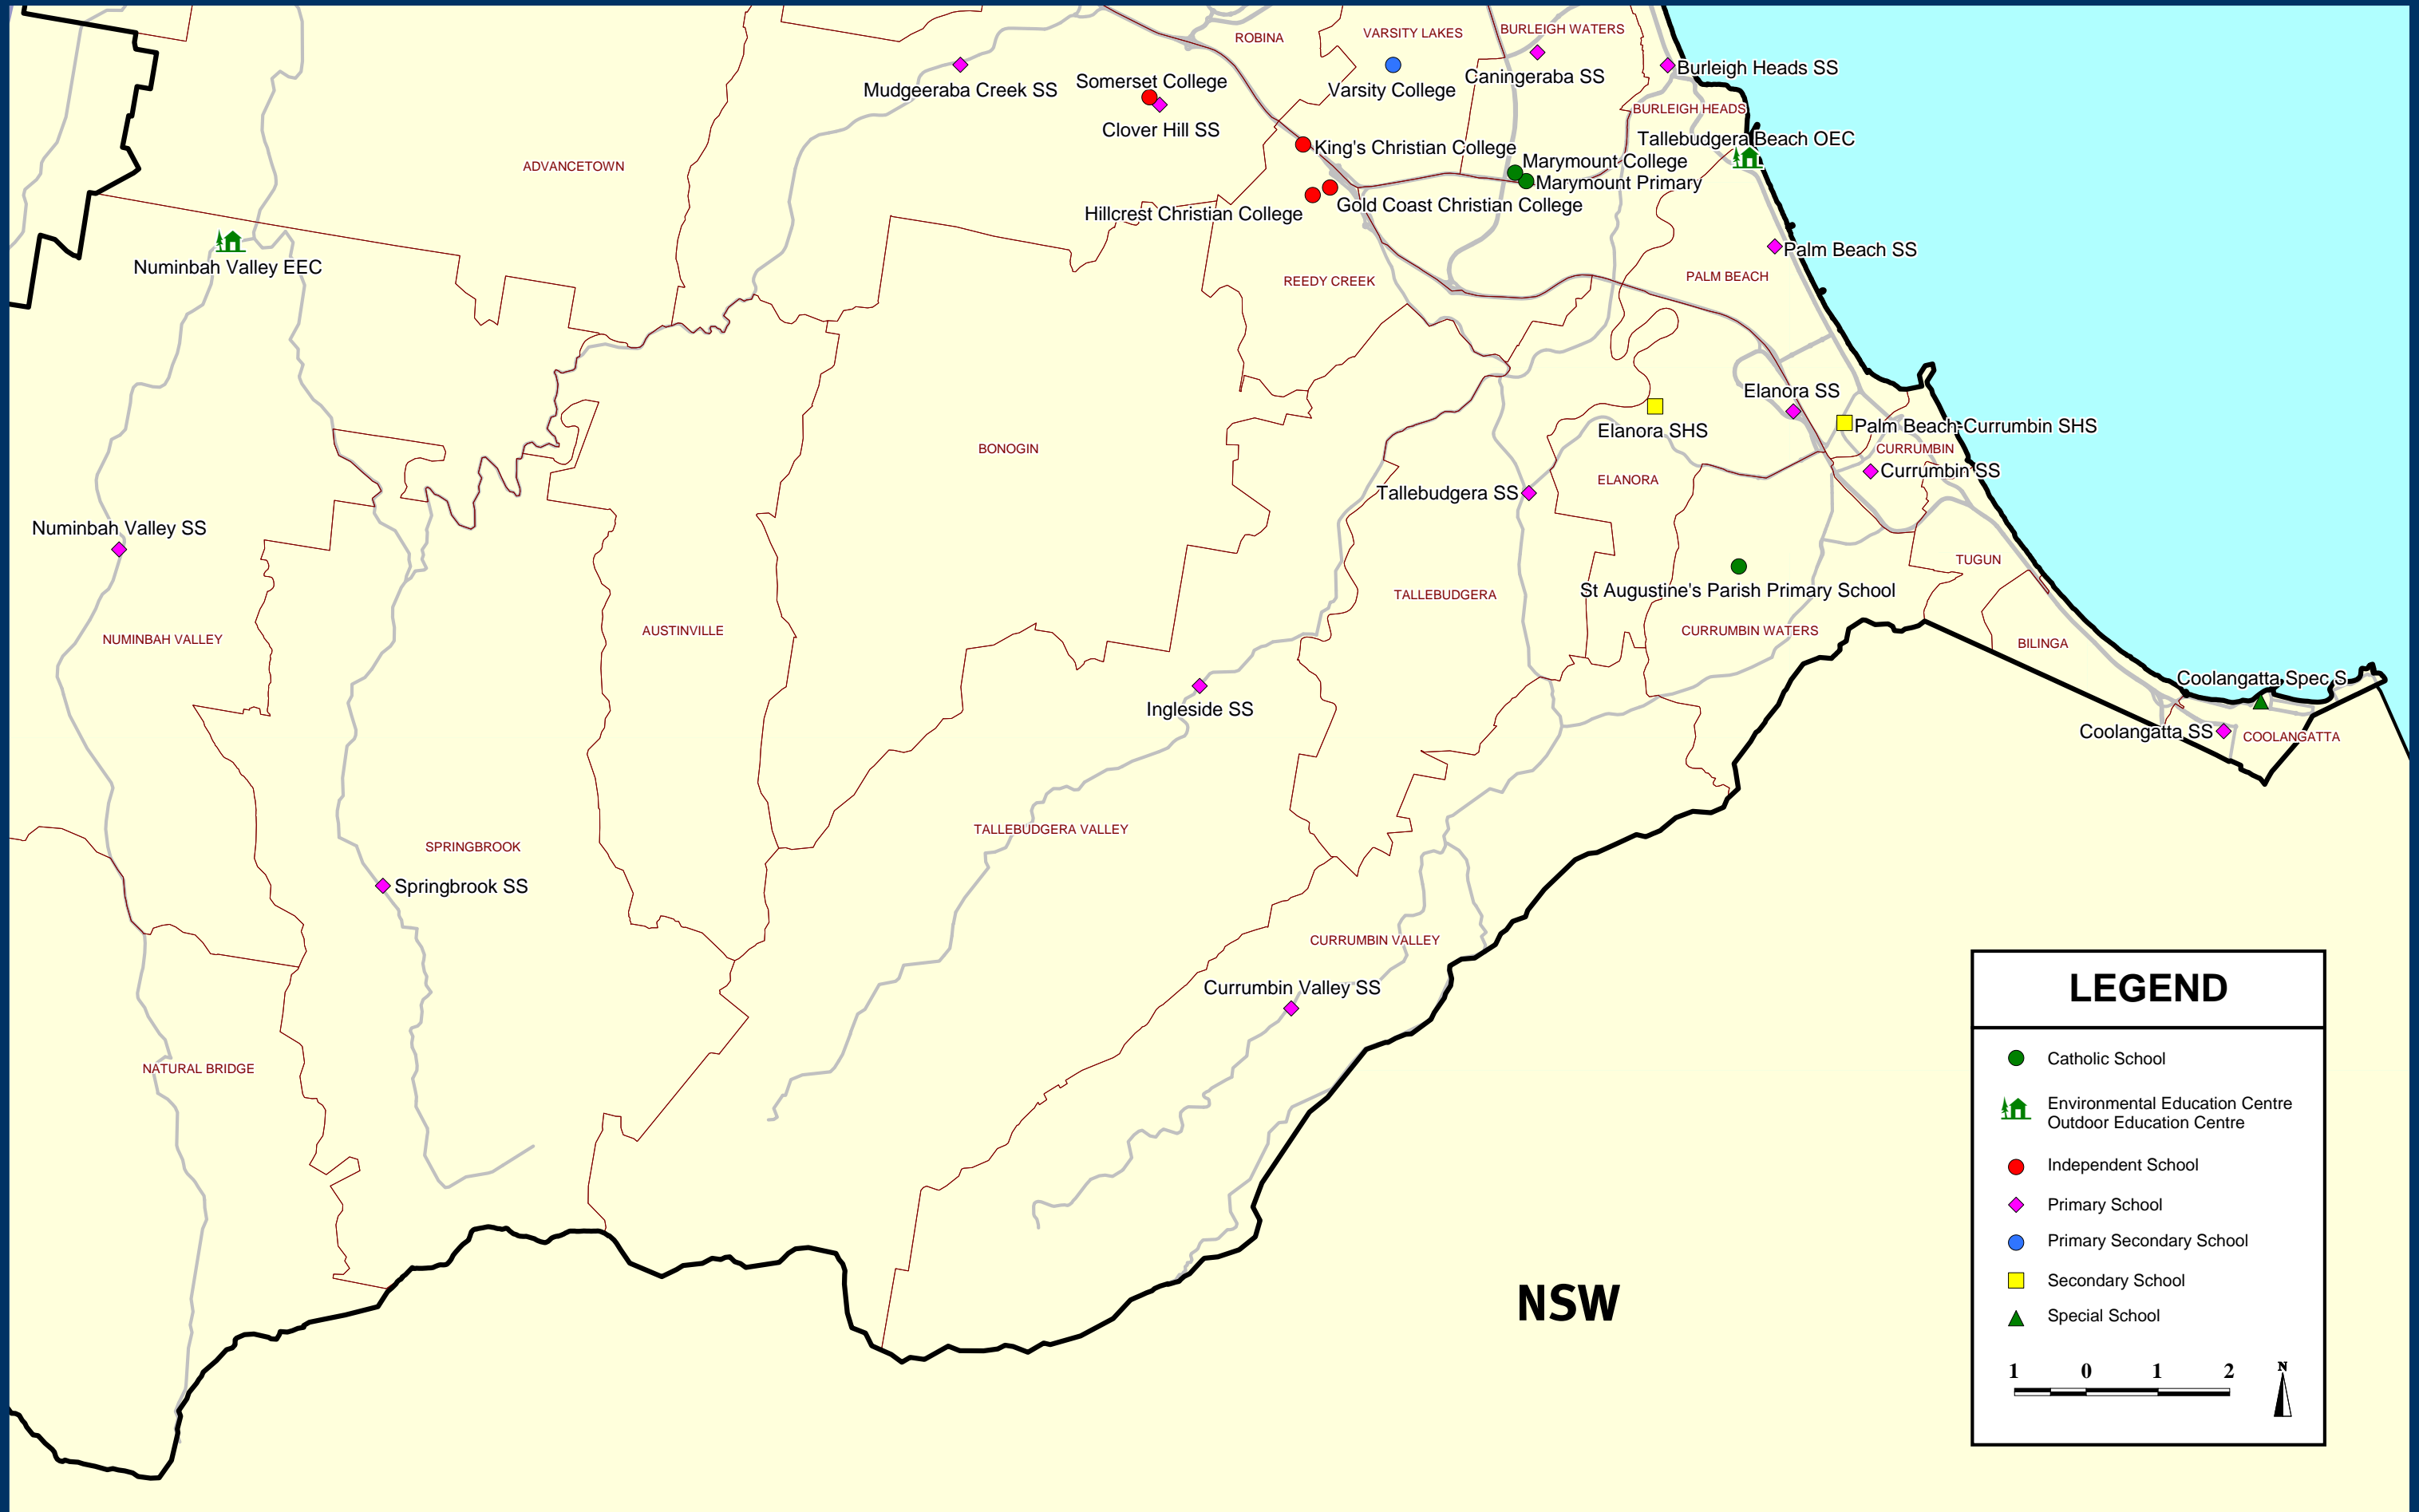 ROBINA
VARSITY LAKES
BURLEIGH WATERS
Mudgeeraba Creek SS
Somerset College
Clover Hill SS
Varsity College
Caningeraba SS
Burleigh Heads SS
BURLEIGH HEADS
Tallebudgera Beach OEC
ADVANCETOWN
King's Christian College
Marymount College
Marymount Primary
Hillcrest Christian College
Gold Coast Christian College
Numinbah Valley EEC
Palm Beach SS
REEDY CREEK
PALM BEACH
Elanora SS
Elanora SHS
Palm Beach-Currumbin SHS
BONOGIN
CURRUMBIN
Currumbin SS
ELANORA
Tallebudgera SS
Numinbah Valley SS
TUGUN
St Augustine's Parish Primary School
TALLEBUDGERA
NUMINBAH VALLEY
AUSTINVILLE
CURRUMBIN WATERS
BILINGA
Coolangatta Spec S
Ingleside SS
Coolangatta SS
COOLANGATTA
TALLEBUDGERA VALLEY
SPRINGBROOK
Springbrook SS
CURRUMBIN VALLEY
Currumbin Valley SS
NATURAL BRIDGE
NSW
LEGEND
Catholic School
Environmental Education Centre
Outdoor Education Centre
Independent School
Primary School
Primary Secondary School
Secondary School
Special School
1 0 1 2
N